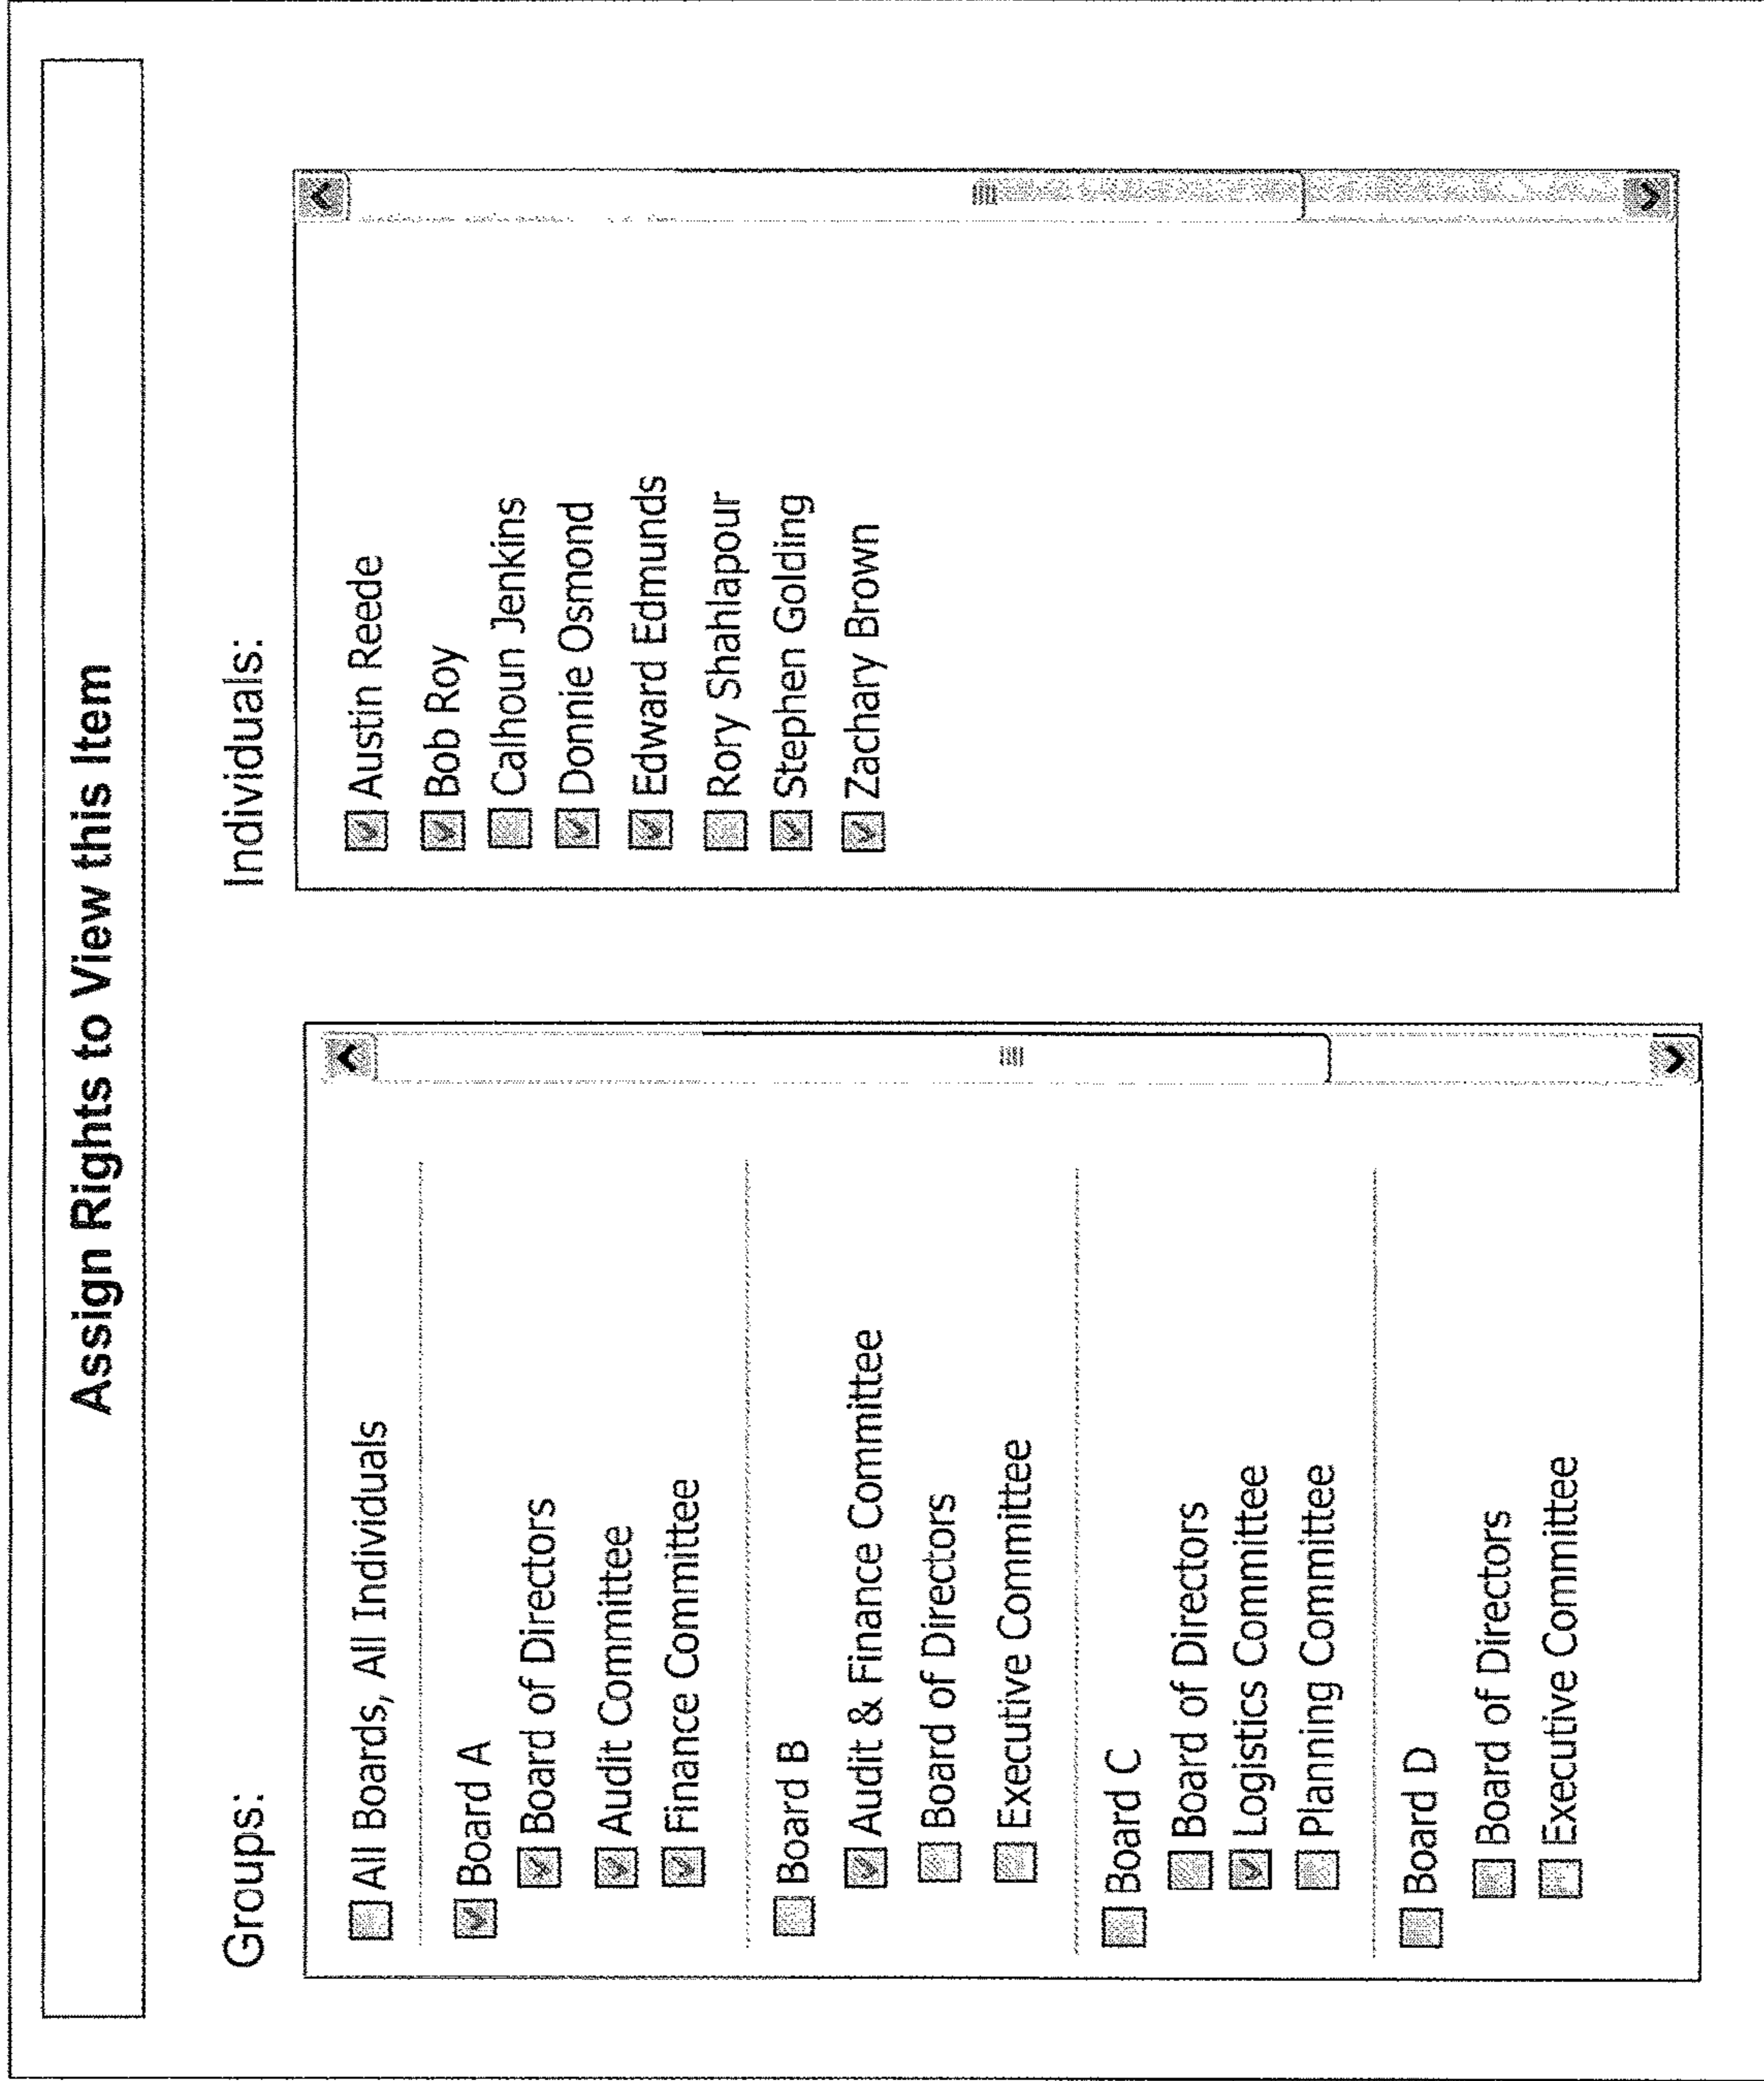 Assign Rights to View this Item
Groups:
All Boards, All Individuals
Board A
Board of Directors
Audit Committee
Finance Committee
Board B
Audit & Finance Committee
Board of Directors
Executive Committee
Board C
Board of Directors
Logistics Committee
Planning Committee
Board D
Board of Directors
Executive Committee
Individuals:
Austin Reede
Bob Roy
Calhoun Jenkins
Donnie Osmond
Edward Edmunds
Rory Shahlapour
Stephen Golding
Zachary Brown